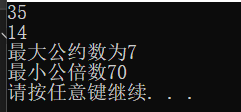 35
14
最大公约数为7
最小公倍数70
请按任意键继续. . .